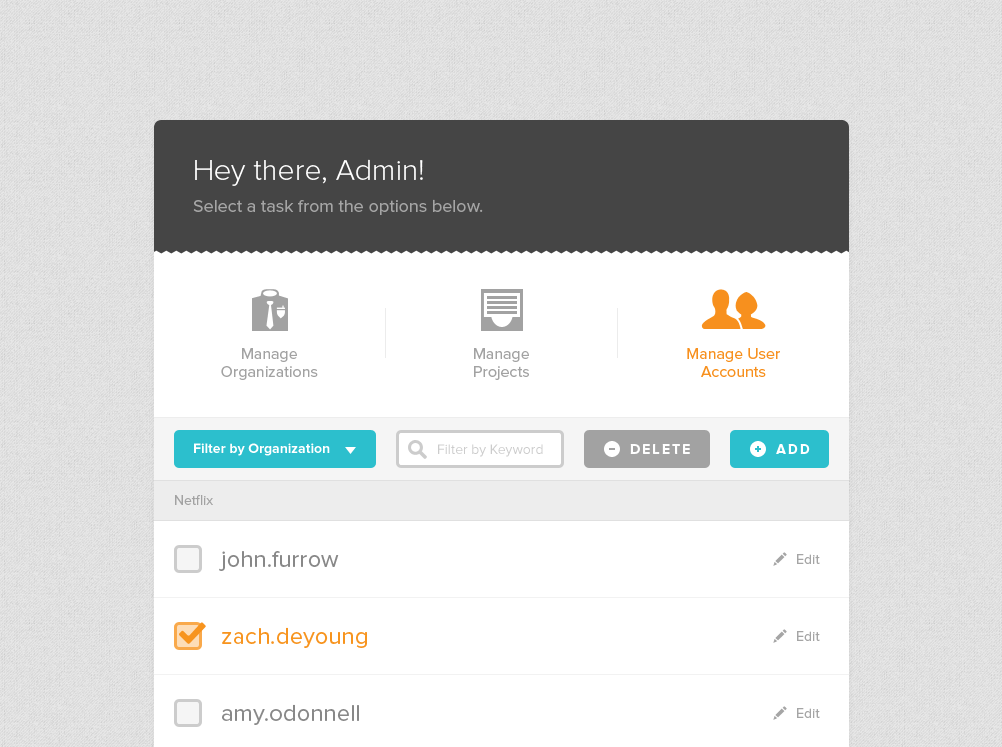 Hey there, Admin!
Select a task from the options below.
Manage
Organizations
Manage
Projects
Manage User
Accounts
Filter by Organization
Filter by Keyword
DELETE
ADD
Netflix
john.furrow
Edit
zach.deyoung
Edit
amy.odonnell
Edit